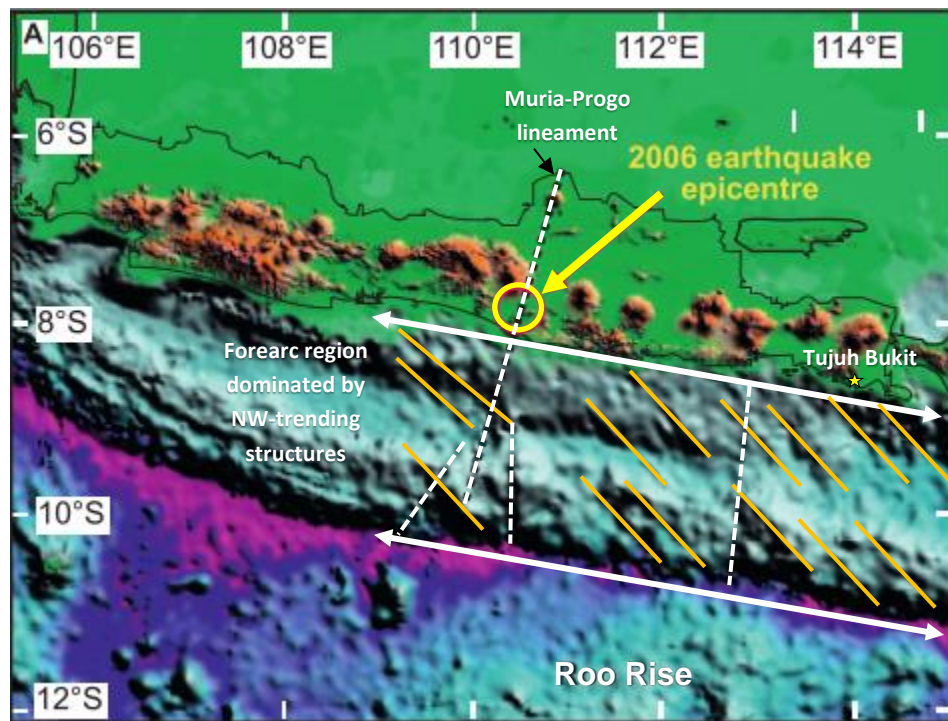 A
106°E
108°E
110°E
112°E
114°E
Muria-Progo
lineament
6°S
2006 earthquake
epicentre
8°S
Forearc region
dominated by
NW-trending
structures
Tujuh Bukit
10°S
Roo Rise
12°S